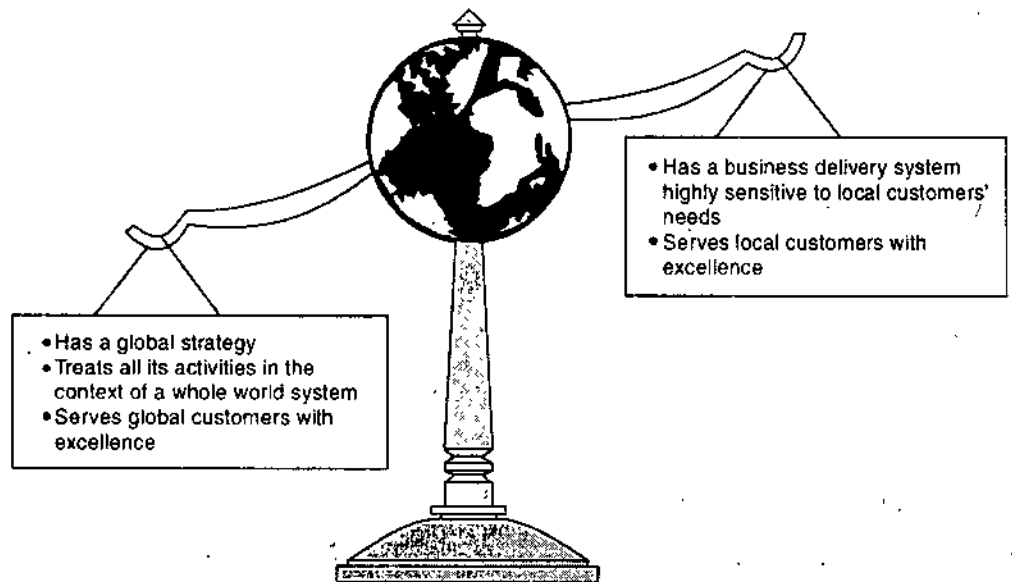 • Has a business delivery system
highly sensitive to local customers'
needs
• Serves local customers with
excellence
• Has a global strategy
• Treats all its activities in the
context of a whole world system
• Serves global customers with
excellence